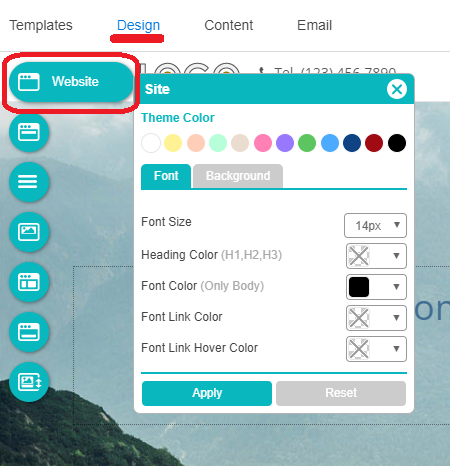 Templates Design Content Email
Website
Tel. (123) 456 7890
Site
Theme Color
Font Background
Font Size 14px
Heading Color (H1,H2,H3)
Font Color (Only Body)
Font Link Color
Font Link Hover Color
Apply Reset